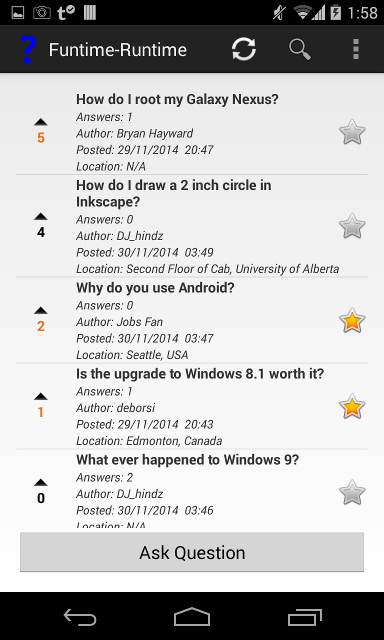 1:58
Funtime-Runtime
How do I root my Galaxy Nexus?
Answers: 1
5
Author: Bryan Hayward
Posted: 29/11/2014 20:47
Location: N/A
How do I draw a 2 inch circle in
Inkscape?
Answers: 0
4
Author: DJ_hindz
Posted: 30/11/2014 03:49
Location: Second Floor of Cab, University of Alberta
Why do you use Android?
Answers: 0
2
Author: Jobs Fan
Posted: 30/11/2014 03:47
Location: Seattle, USA
Is the upgrade to Windows 8.1 worth it?
Answers: 1
1
Author: deborsi
Posted: 29/11/2014 20:43
Location: Edmonton, Canada
What ever happened to Windows 9?
Answers: 2
0
Author: DJ_hindz
Posted: 30/11/2014 03:46
Location: N/A
Ask Question